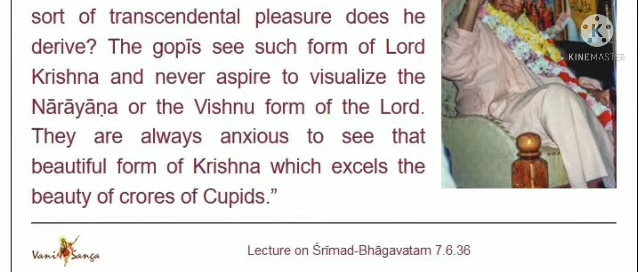 sort of transcendental pleasure does he
derive? The gopīs see such form of Lord
Krishna and never aspire to visualize the
Nārāyāṇa or the Vishnu form of the Lord.
They are always anxious to see that
beautiful form of Krishna which excels the
beauty of crores of Cupids.”
KINEMASTER
Vani Sanga
Lecture on Śrīmad-Bhāgavatam 7.6.36